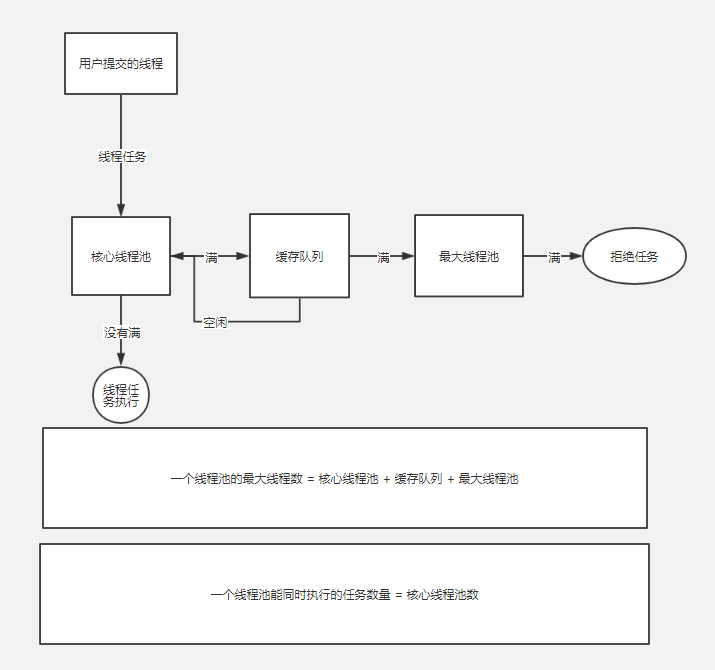 用户提交的线程
线程任务
核心线程池
满
缓存队列
满
最大线程池
满
拒绝任务
空闲
没有满
线程任
务执行
一个线程池的最大线程数 = 核心线程池 + 缓存队列 + 最大线程池
一个线程池能同时执行的任务数量 = 核心线程池数